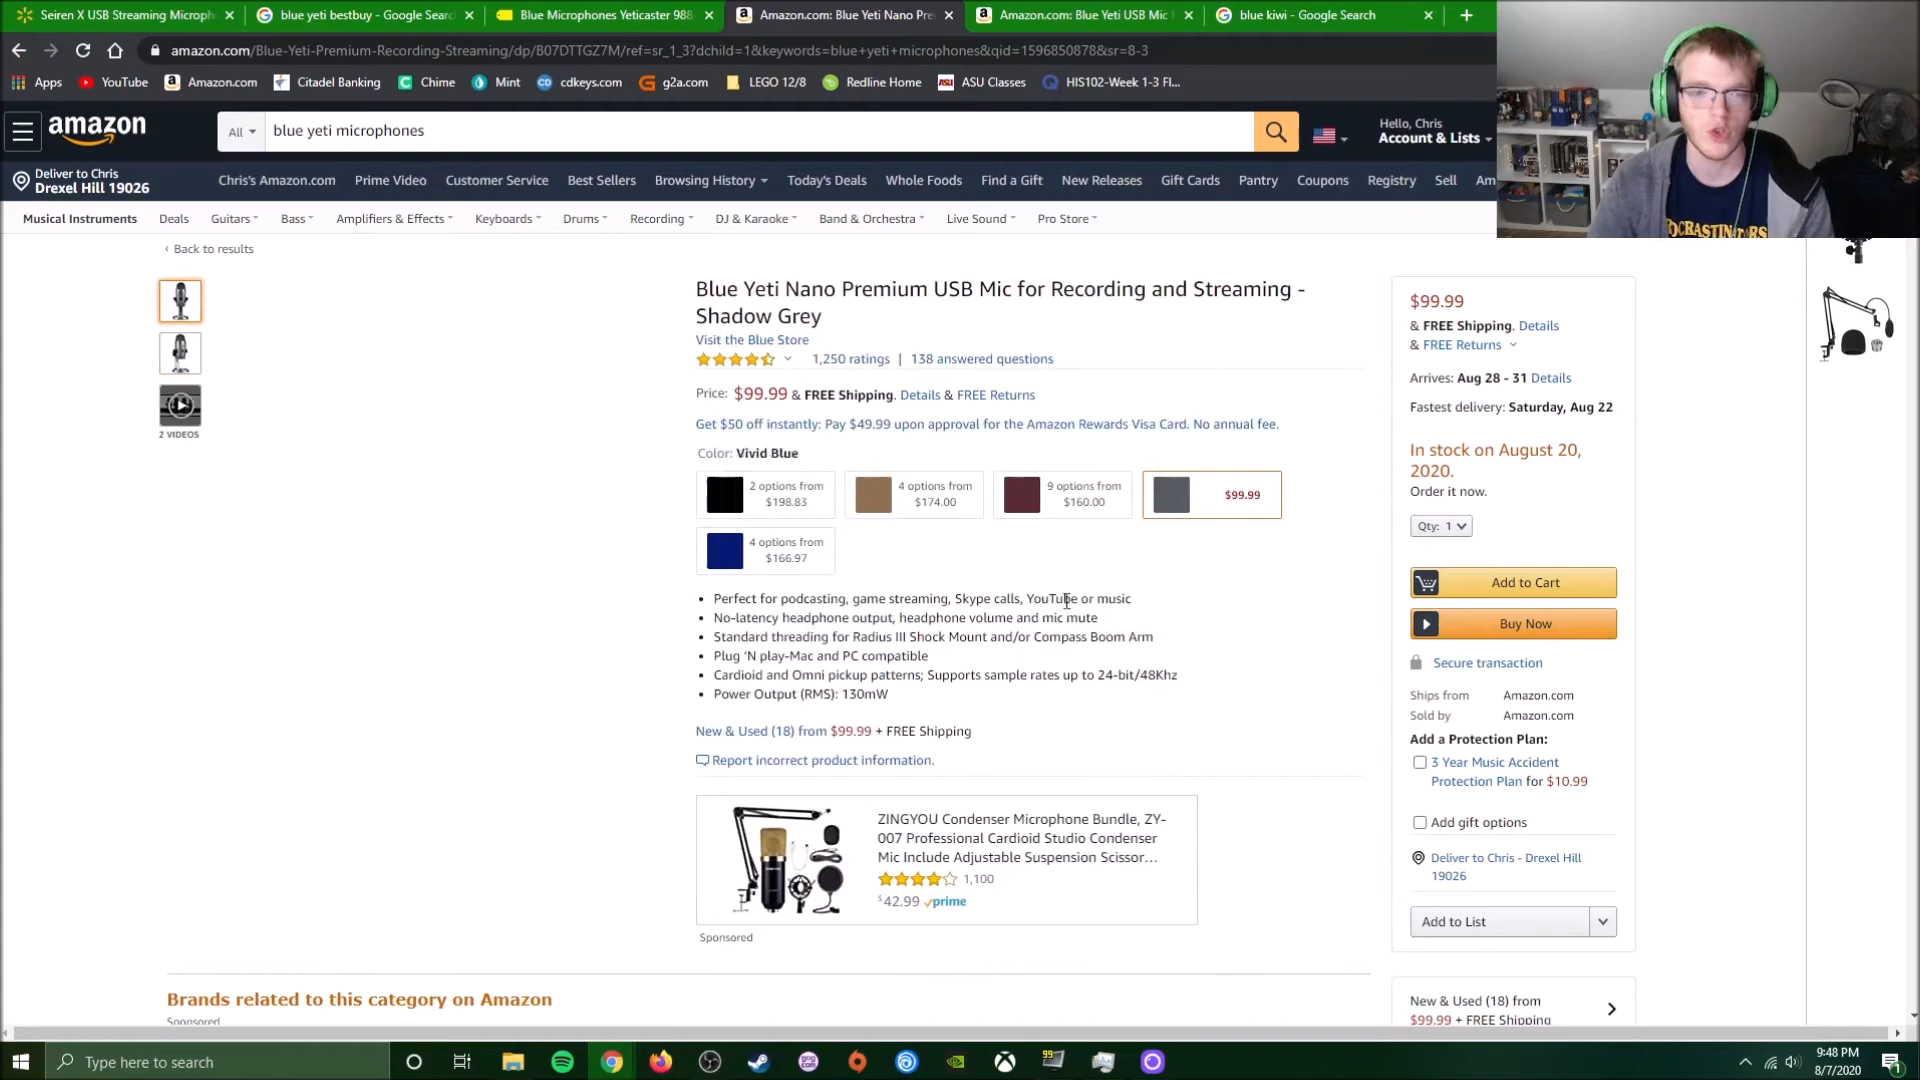 Seiren X USB Streaming Microph
blue yeti bestbuy - Google Searc
Blue Microphones Yeticaster 988
Amazon.com: Blue Yeti Nano Pre
Amazon.com: Blue Yeti USB Mic
blue kiwi - Google Search
amazon.com/Blue-Yeti-Premium-Recording-Streaming/dp/B07DTTGZ7M/ref=sr_1_3?dchild=1&keywords=blue+yeti+microphones&qid=1596850878&sr=8-3
Apps YouTube Amazon.com Citadel Banking Chime Mint cdkeys.com g2a.com LEGO 12/8 Redline Home ASU Classes HIS102-Week 1-3 Fl...
amazon
All
blue yeti microphones
Hello, Chris
Account & Lists
Deliver to Chris
Drexel Hill 19026
Chris's Amazon.com Prime Video Customer Service Best Sellers Browsing History Today's Deals Whole Foods Find a Gift New Releases Gift Cards Pantry Coupons Registry Sell Am
Musical Instruments Deals Guitars Bass Amplifiers & Effects Keyboards Drums Recording DJ & Karaoke Band & Orchestra Live Sound Pro Store
‹ Back to results
2 VIDEOS
Blue Yeti Nano Premium USB Mic for Recording and Streaming -
Shadow Grey
Visit the Blue Store
1,250 ratings | 138 answered questions
Price: $99.99 & FREE Shipping. Details & FREE Returns
Get $50 off instantly: Pay $49.99 upon approval for the Amazon Rewards Visa Card. No annual fee.
Color: Vivid Blue
2 options from
$198.83
4 options from
$174.00
9 options from
$160.00
$99.99
4 options from
$166.97
• Perfect for podcasting, game streaming, Skype calls, YouTube or music
• No-latency headphone output, headphone volume and mic mute
• Standard threading for Radius III Shock Mount and/or Compass Boom Arm
• Plug 'N play-Mac and PC compatible
• Cardioid and Omni pickup patterns; Supports sample rates up to 24-bit/48Khz
• Power Output (RMS): 130mW
New & Used (18) from $99.99 + FREE Shipping
Report incorrect product information.
ZINGYOU Condenser Microphone Bundle, ZY-
007 Professional Cardioid Studio Condenser
Mic Include Adjustable Suspension Scissor...
1,100
$42.99 prime
Sponsored
Brands related to this category on Amazon
Sponsored
$99.99
& FREE Shipping. Details
& FREE Returns
Arrives: Aug 28 - 31 Details
Fastest delivery: Saturday, Aug 22
In stock on August 20,
2020.
Order it now.
Qty: 1
Add to Cart
Buy Now
Secure transaction
Ships from Amazon.com
Sold by Amazon.com
Add a Protection Plan:
3 Year Music Accident
Protection Plan for $10.99
Add gift options
Deliver to Chris - Drexel Hill
19026
Add to List
New & Used (18) from
$99.99 + FREE Shipping
Type here to search
99
9:48 PM
8/7/2020
1